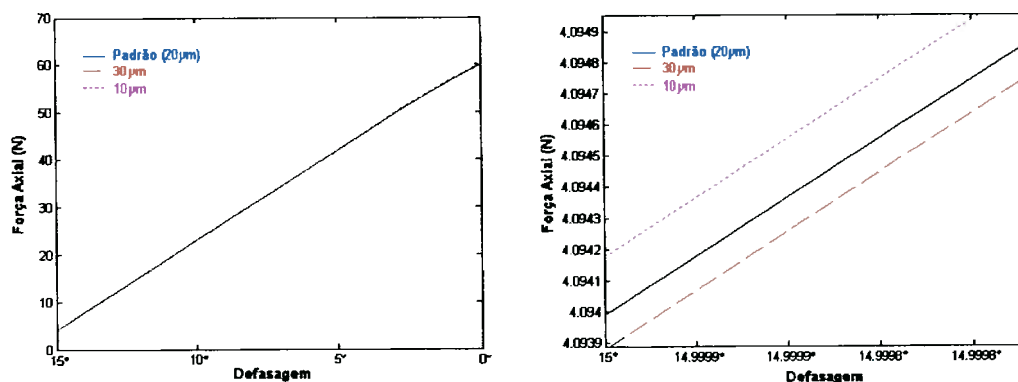 70
60
50
40
30
20
10
0
Força Axial (N)
Padrão (20µm)
30µm
10µm
15° 10° 5° 0°
Defasagem
4.0949
4.0948
4.0947
4.0946
4.0945
4.0944
4.0943
4.0942
4.0941
4.094
4.0939
Força Axial (N)
Padrão (20µm)
30µm
10µm
15° 14.9999° 14.9999° 14.9998° 14.9998°
Defasagem